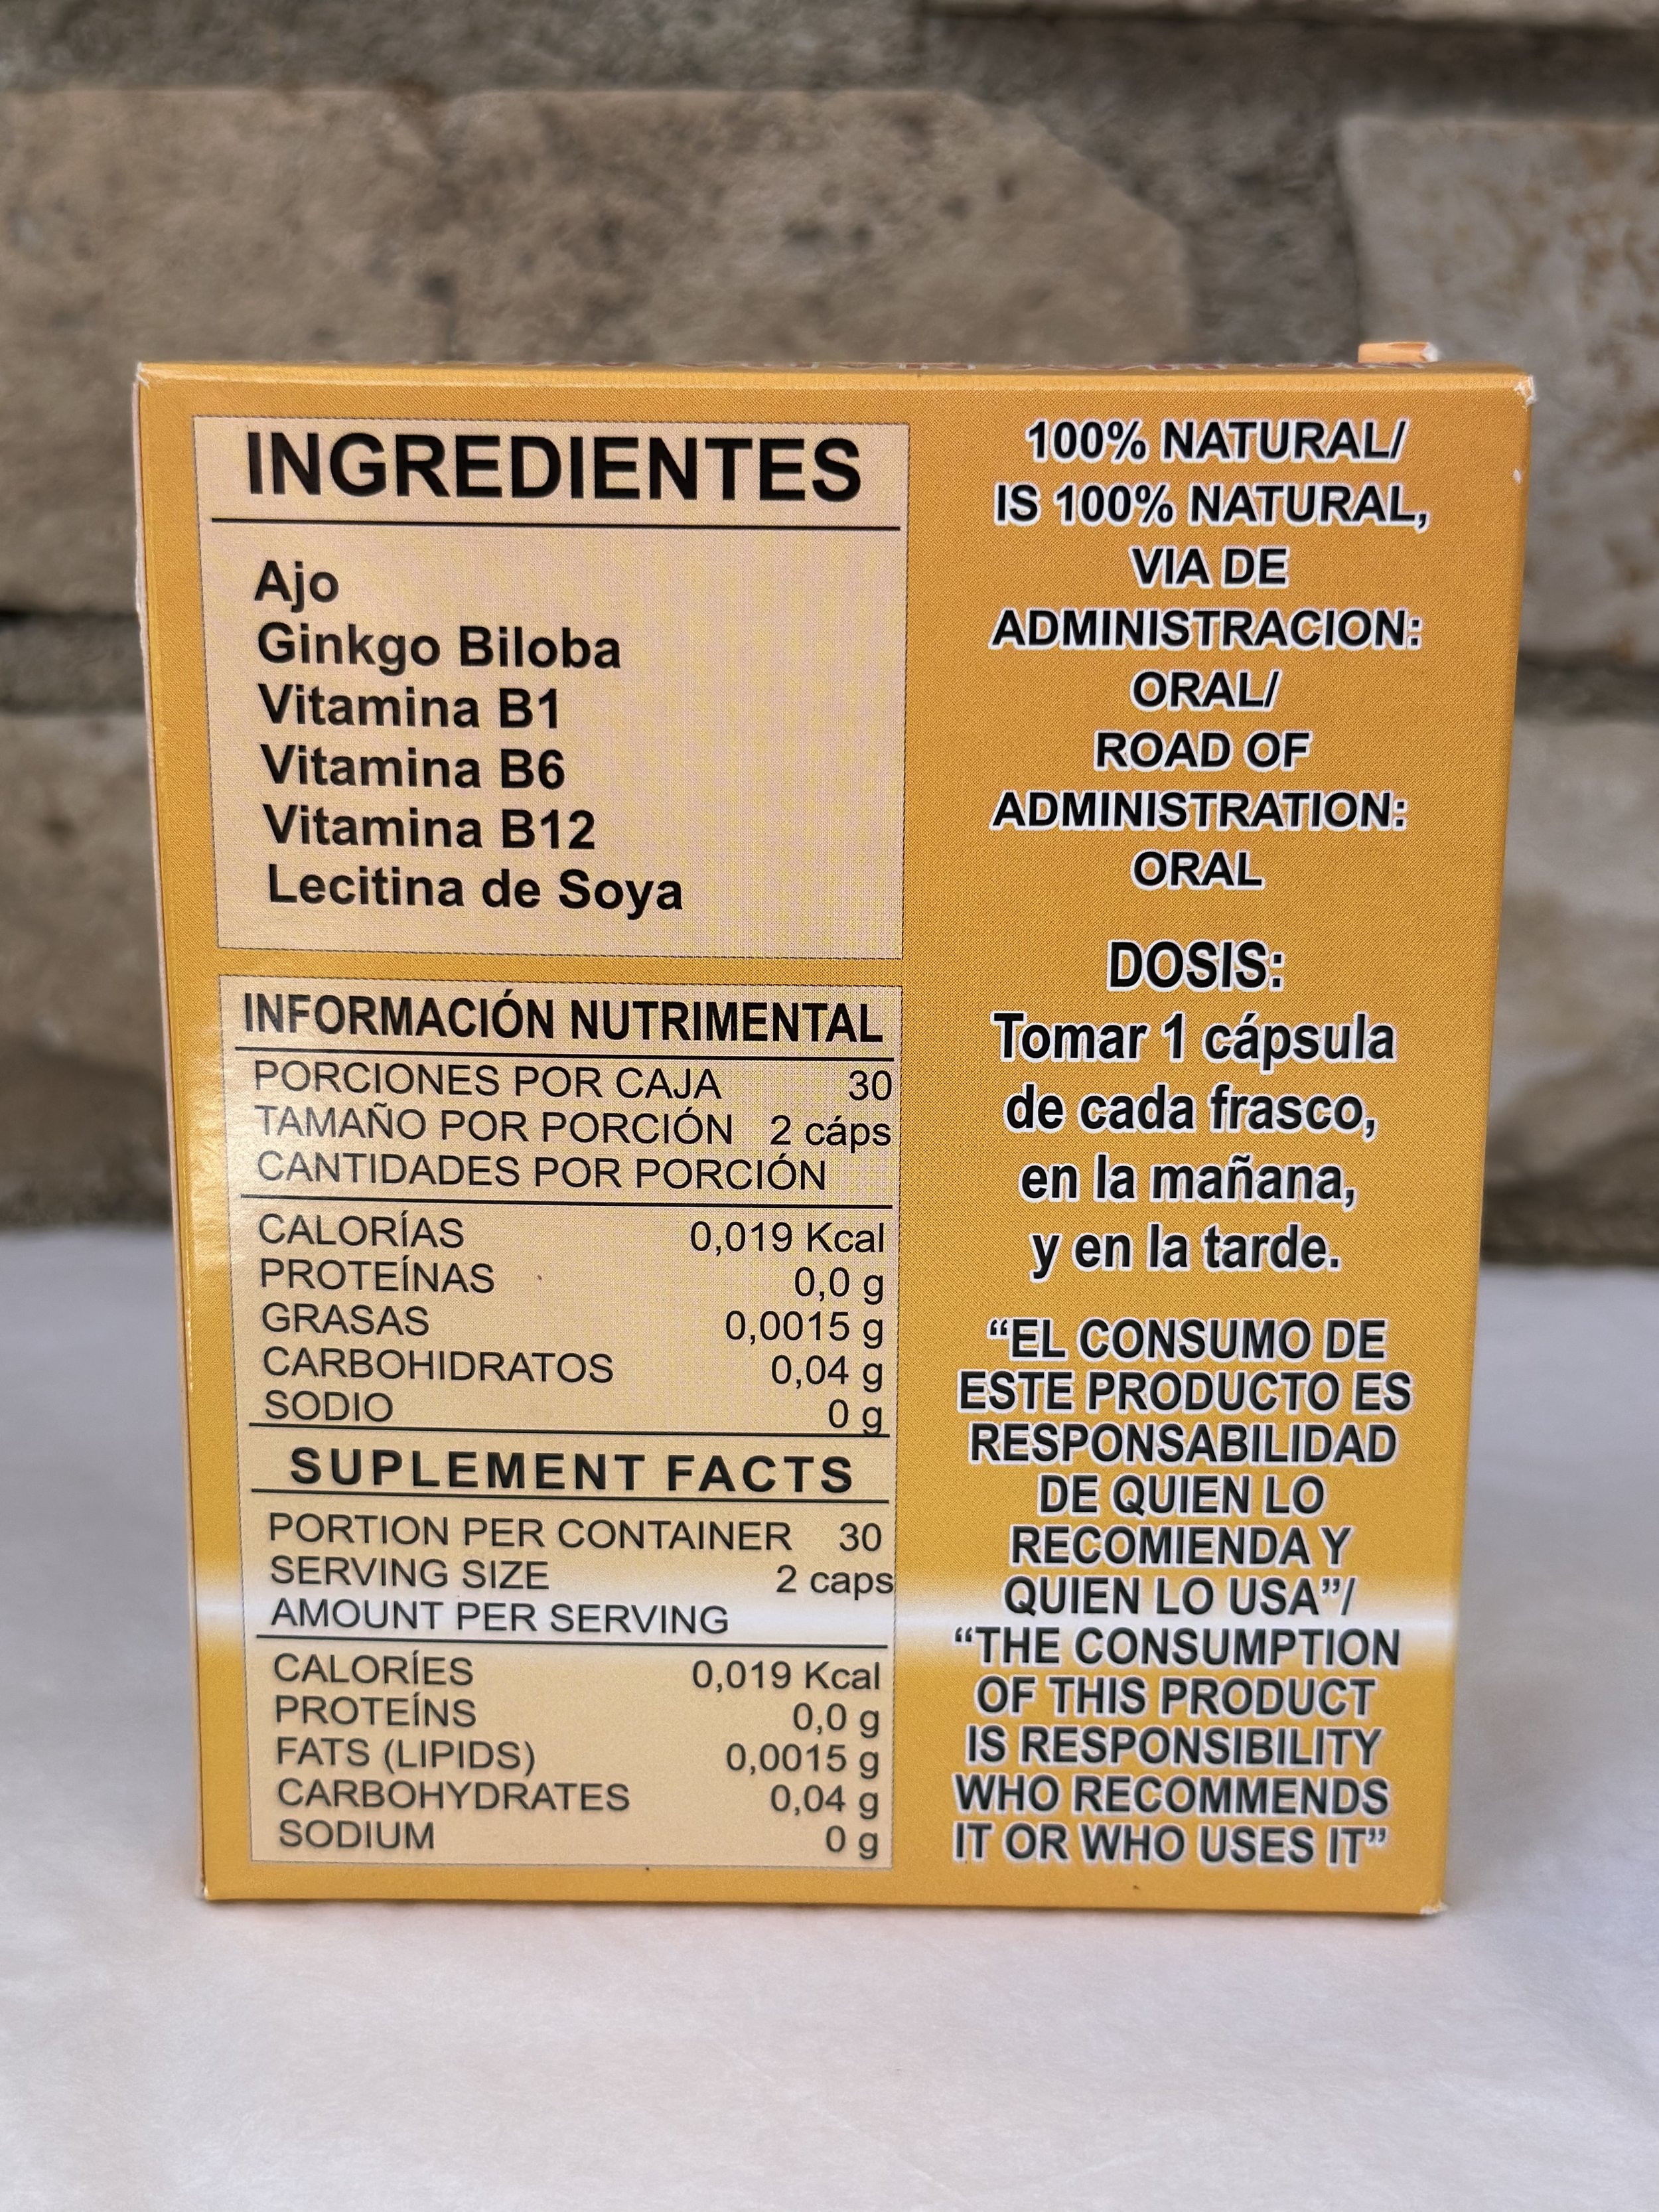 INGREDIENTES
Ajo
Ginkgo Biloba
Vitamina B1
Vitamina B6
Vitamina B12
Lecitina de Soya
INFORMACIÓN NUTRIMENTAL
PORCIONES POR CAJA 30
TAMAÑO POR PORCIÓN 2 cáps
CANTIDADES POR PORCIÓN
CALORÍAS 0,019 Kcal
PROTEÍNAS 0,0 g
GRASAS 0,0015 g
CARBOHIDRATOS 0,04 g
SODIO 0 g
SUPLEMENT FACTS
PORTION PER CONTAINER 30
SERVING SIZE 2 caps
AMOUNT PER SERVING
CALORÍES 0,019 Kcal
PROTEÍNS 0,0 g
FATS (LIPIDS) 0,0015 g
CARBOHYDRATES 0,04 g
SODIUM 0 g
100% NATURAL/
IS 100% NATURAL,
VIA DE
ADMINISTRACION:
ORAL/
ROAD OF
ADMINISTRATION:
ORAL
DOSIS:
Tomar 1 cápsula
de cada frasco,
en la mañana,
y en la tarde.
“EL CONSUMO DE
ESTE PRODUCTO ES
RESPONSABILIDAD
DE QUIEN LO
RECOMIENDA Y
QUIEN LO USA”/
“THE CONSUMPTION
OF THIS PRODUCT
IS RESPONSIBILITY
WHO RECOMMENDS
IT OR WHO USES IT”